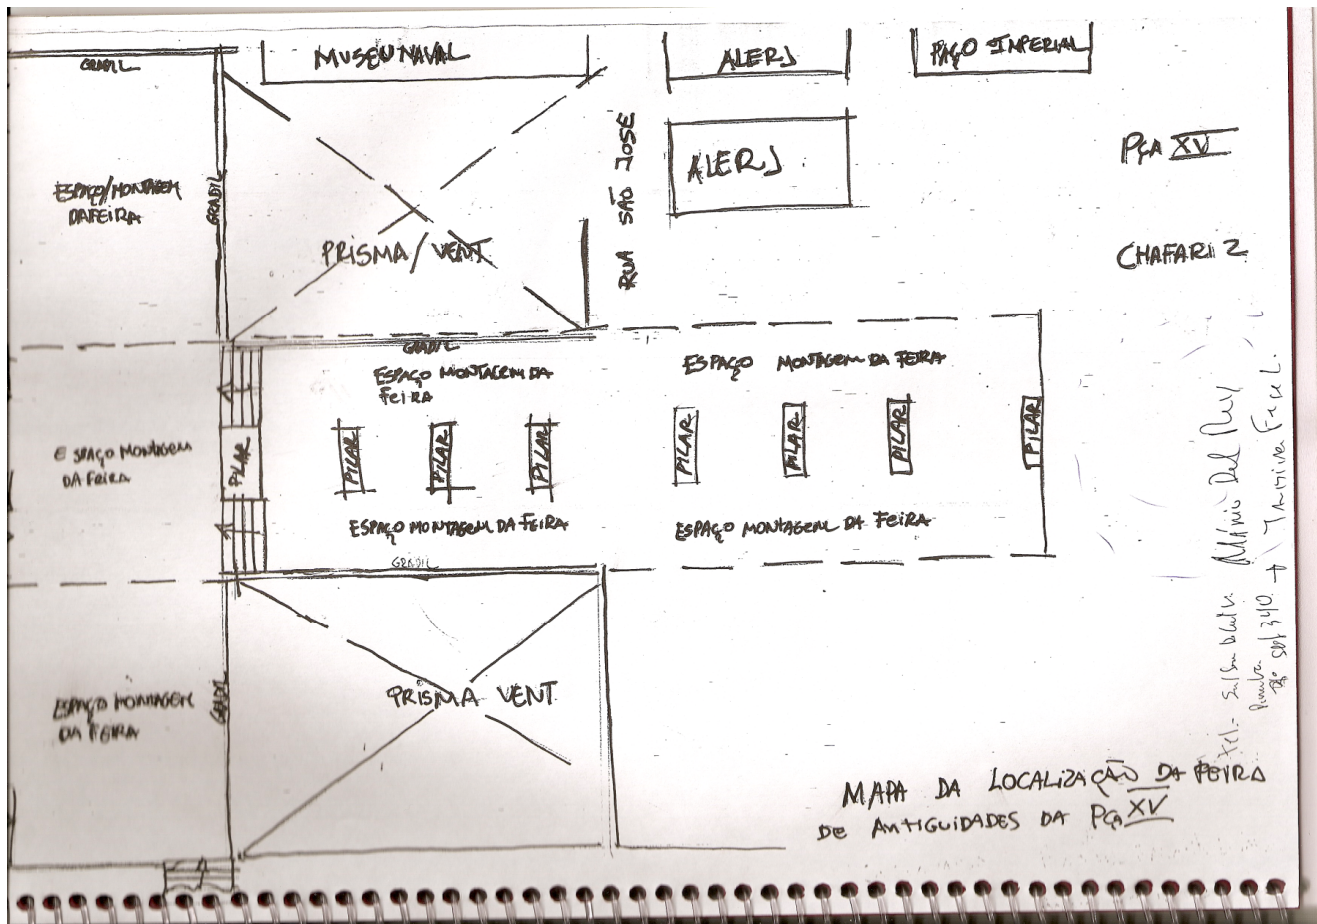 GRADIL
MUSEU NAVAL
ALERJ
PAÇO IMPERIAL
RUA SÃO JOSÉ
ALERJ
PÇA XV
CHAFARIZ
ESPAÇO/MONTAGEM
DA FEIRA
GRADIL
PRISMA/VENT.
GRADIL
ESPAÇO MONTAGEM DA
FEIRA
ESPAÇO MONTAGEM DA FEIRA
ESPAÇO MONTAGEM
DA FEIRA
PILAR
PILAR
PILAR
PILAR
PILAR
PILAR
PILAR
PILAR
ESPAÇO MONTAGEM DA FEIRA
ESPAÇO MONTAGEM DA FEIRA
GRADIL
ESPAÇO MONTAGEM
DA FEIRA
GRADIL
PRISMA VENT
MAPA DA LOCALIZAÇÃO DA FEIRA
DE ANTIGUIDADES DA PÇA XV